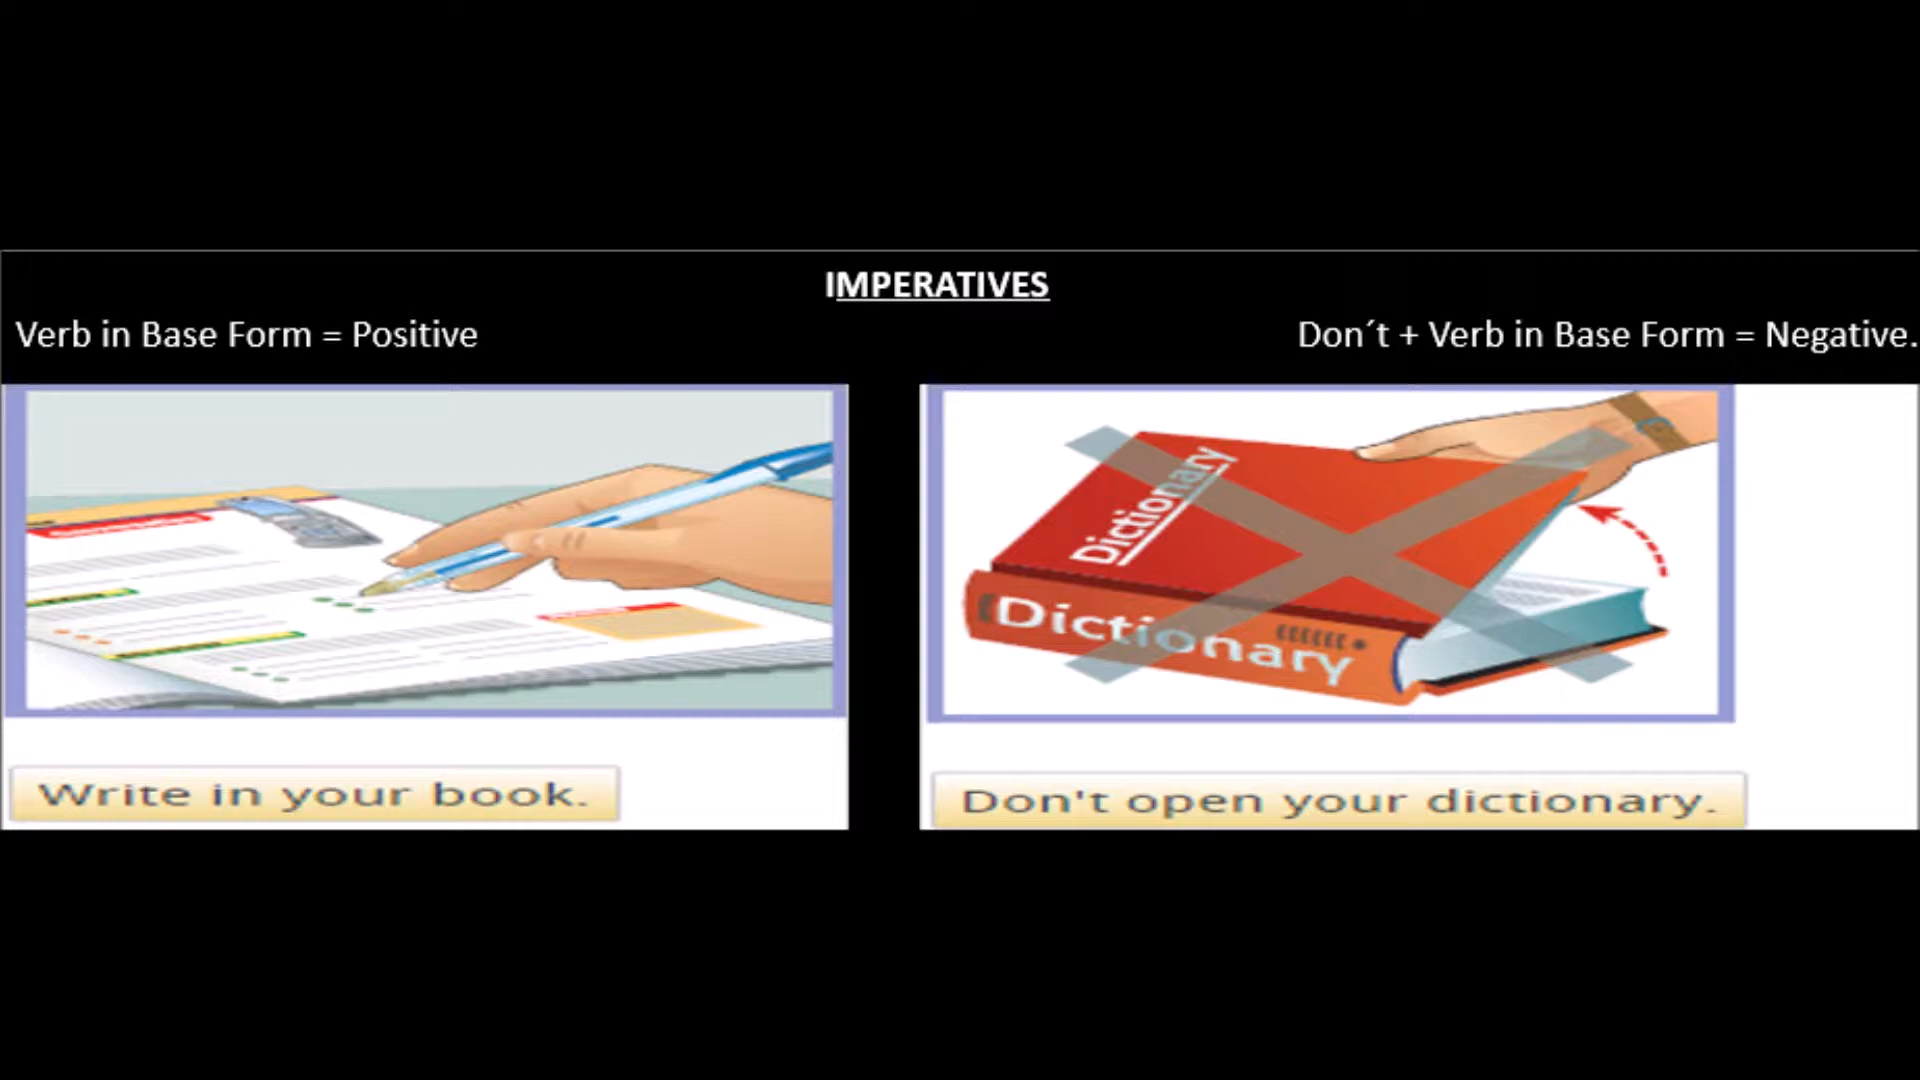 IMPERATIVES
Verb in Base Form = Positive
Don´t + Verb in Base Form = Negative.
Dictionary
Dictionary
Write in your book.
Don't open your dictionary.